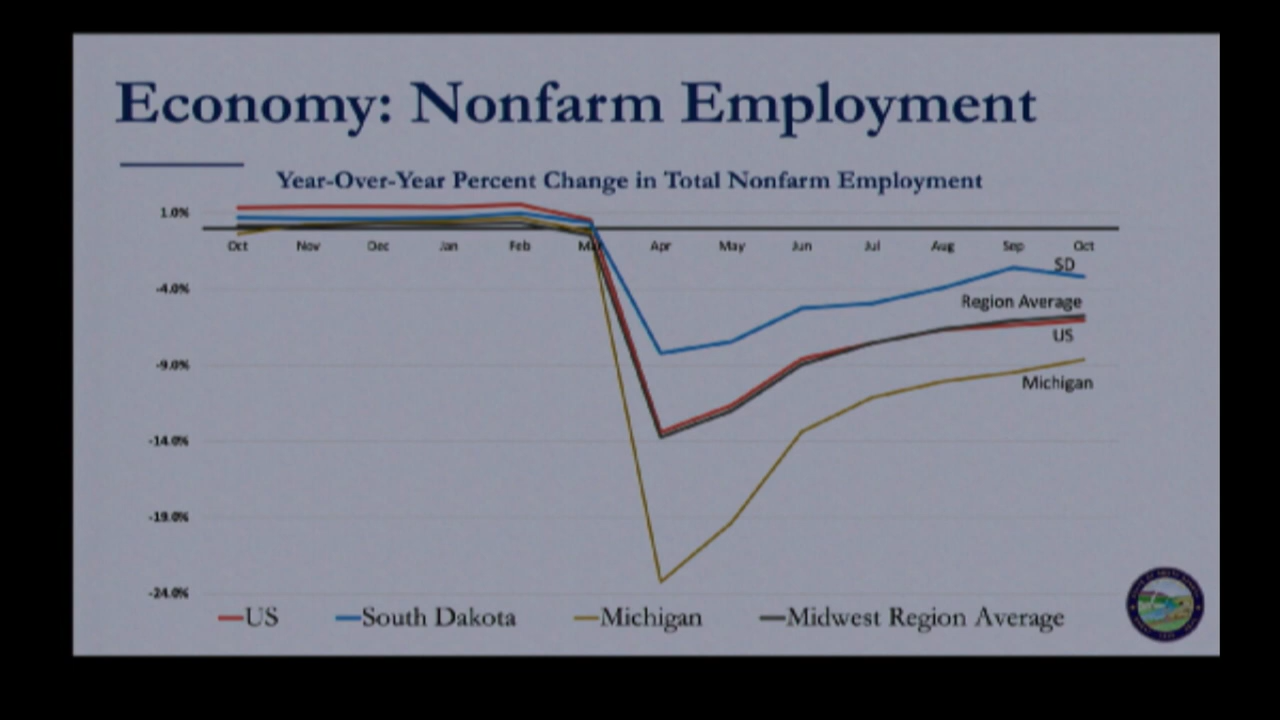 Economy: Nonfarm Employment
Year-Over-Year Percent Change in Total Nonfarm Employment
1.0%
Oct Nov Dec Jan Feb Mar Apr May Jun Jul Aug Sep Oct
SD
-4.0%
Region Average
US
-9.0%
Michigan
-14.0%
-19.0%
-24.0%
US South Dakota Michigan Midwest Region Average